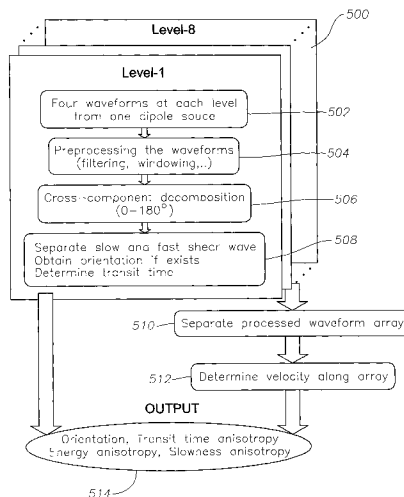 Level-8
500
Level-1
Four waveforms at each level
from one dipole souce
502
Preprocessing the waveforms
(filtering, windowing,..)
504
Cross-component decomposition
(0-180°)
506
Separate slow and fast shear wave
Obtain orientation if exists
Determine transit time
508
510
Separate processed waveform array
512
Determine velocity along array
OUTPUT
Orientation, Transit time anisotropy
Energy anisotropy, Slowness anisotropy
514